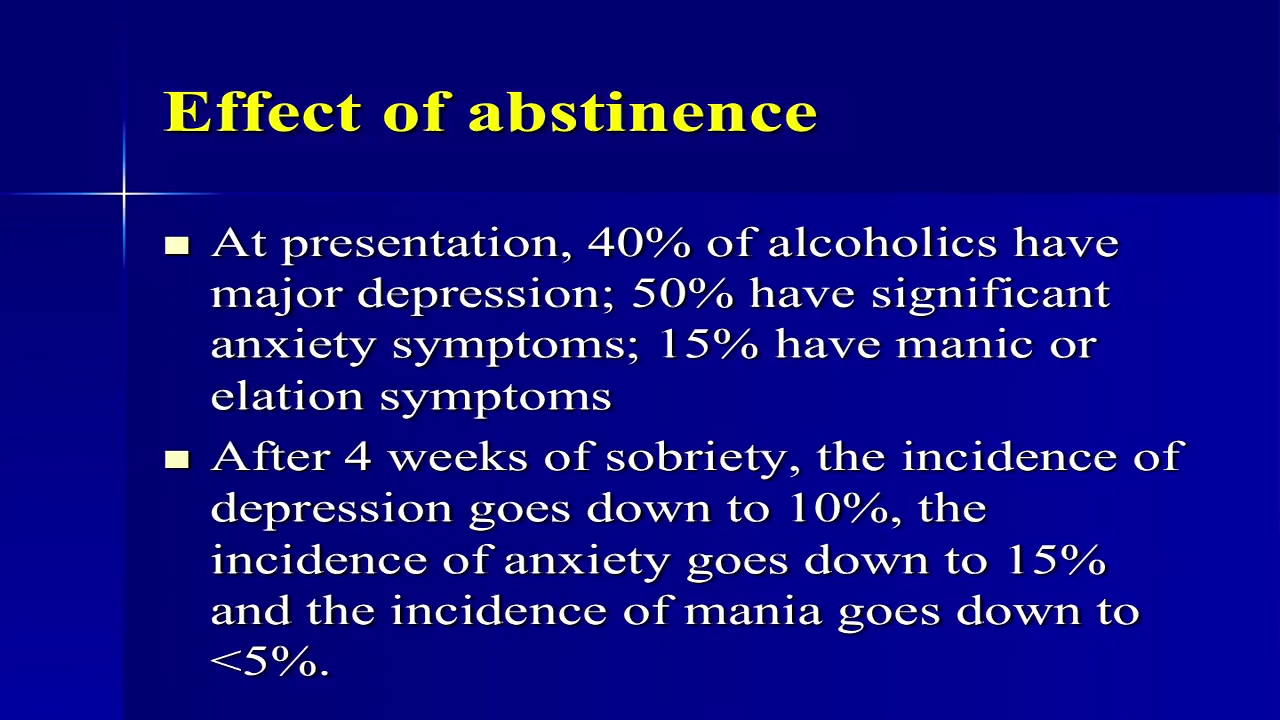 Effect of abstinence
At presentation, 40% of alcoholics have
major depression; 50% have significant
anxiety symptoms; 15% have manic or
elation symptoms
After 4 weeks of sobriety, the incidence of
depression goes down to 10%, the
incidence of anxiety goes down to 15%
and the incidence of mania goes down to
<5%.